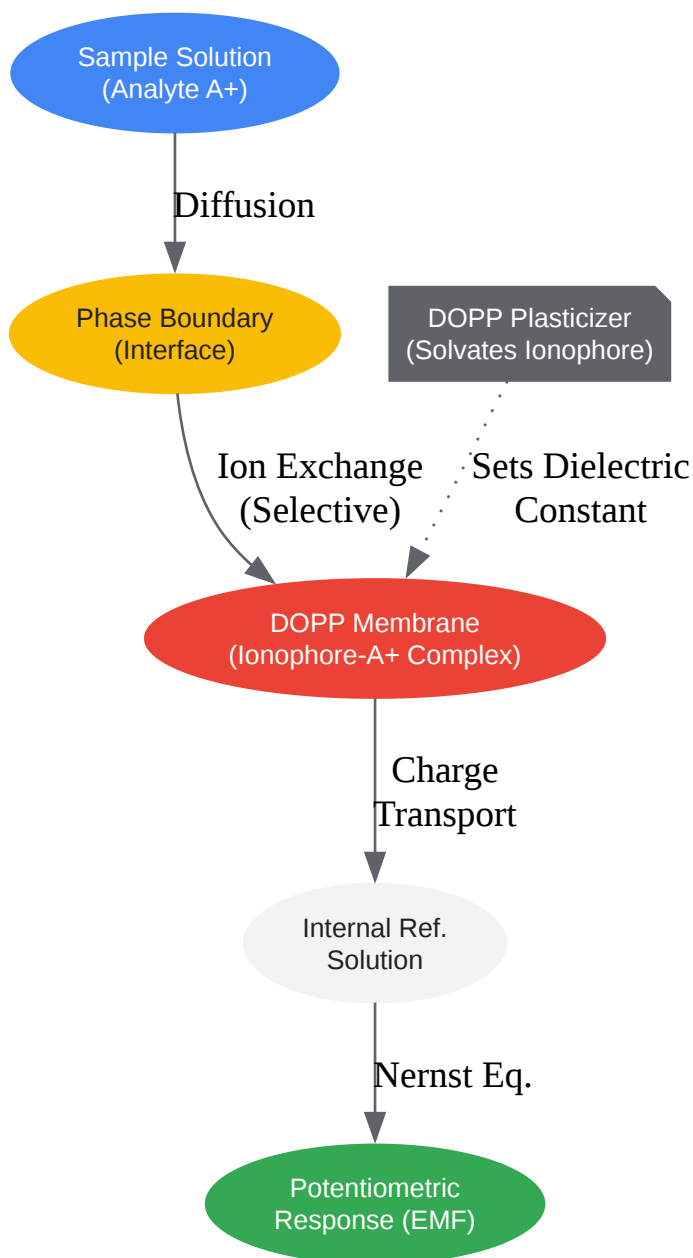 Sample Solution
(Analyte A+)
Diffusion
Phase Boundary
(Interface)
DOPP Plasticizer
(Solvates Ionophore)
Ion Exchange
(Selective)
Sets Dielectric
Constant
DOPP Membrane
(Ionophore-A+ Complex)
Charge
Transport
Internal Ref.
Solution
Nernst Eq.
Potentiometric
Response (EMF)